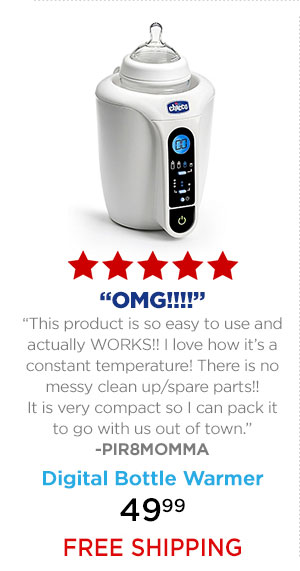 chicco
“OMG!!!!”
“This product is so easy to use and
actually WORKS!! I love how it’s a
constant temperature! There is no
messy clean up/spare parts!!
It is very compact so I can pack it
to go with us out of town.”
-PIR8MOMMA
Digital Bottle Warmer
49⁹⁹
FREE SHIPPING